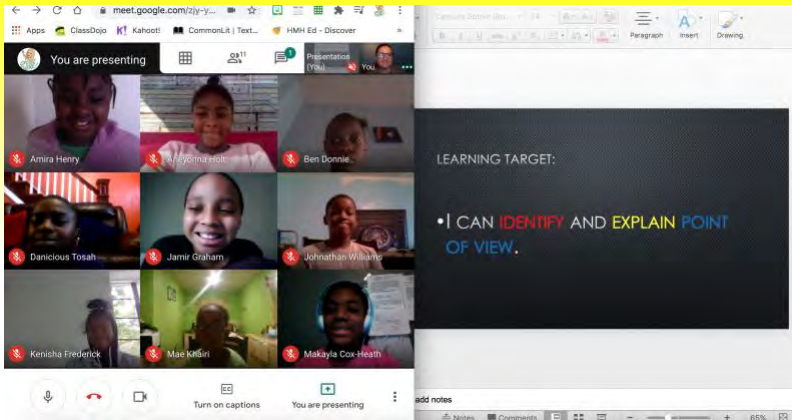 meet.google.com/zjy-y...
Apps ClassDojo K! Kahoot! CommonLit | Text... HMH Ed - Discover »
You are presenting
11
1
Presentation (You)
You
Amira Henry
Ben Donnie
Danicious Tosah
Jamir Graham
Johnathan Williams
Kenisha Frederick
Mae Khairi
Makayla Cox-Heath
CC
Turn on captions
You are presenting
Paragraph Insert Drawing
LEARNING TARGET:
•I CAN IDENTIFY AND EXPLAIN POINT
OF VIEW.
add notes
Notes Comments 65%